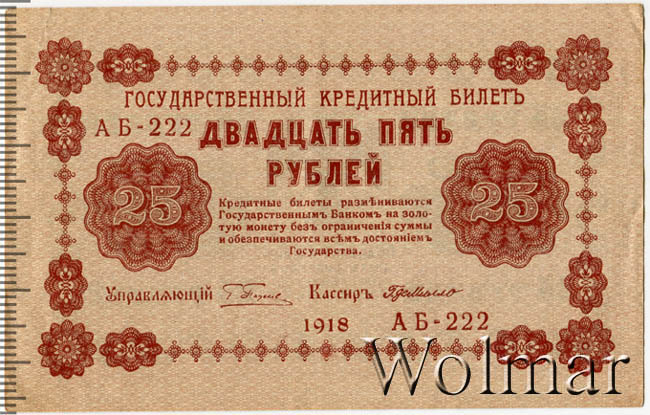 ГОСУДАРСТВЕННЫЙ КРЕДИТНЫЙ БИЛЕТЪ
АБ-222
ДВАДЦАТЬ ПЯТЬ
РУБЛЕЙ
25
25
Кредитные билеты размѣниваются
Государственнымъ Банкомъ на золо-
тую монету безъ ограниченія суммы
и обезпечиваются всѣмъ достояніемъ
Государства.
Управляющій
Кассиръ
1918 АБ-222
Wolmar